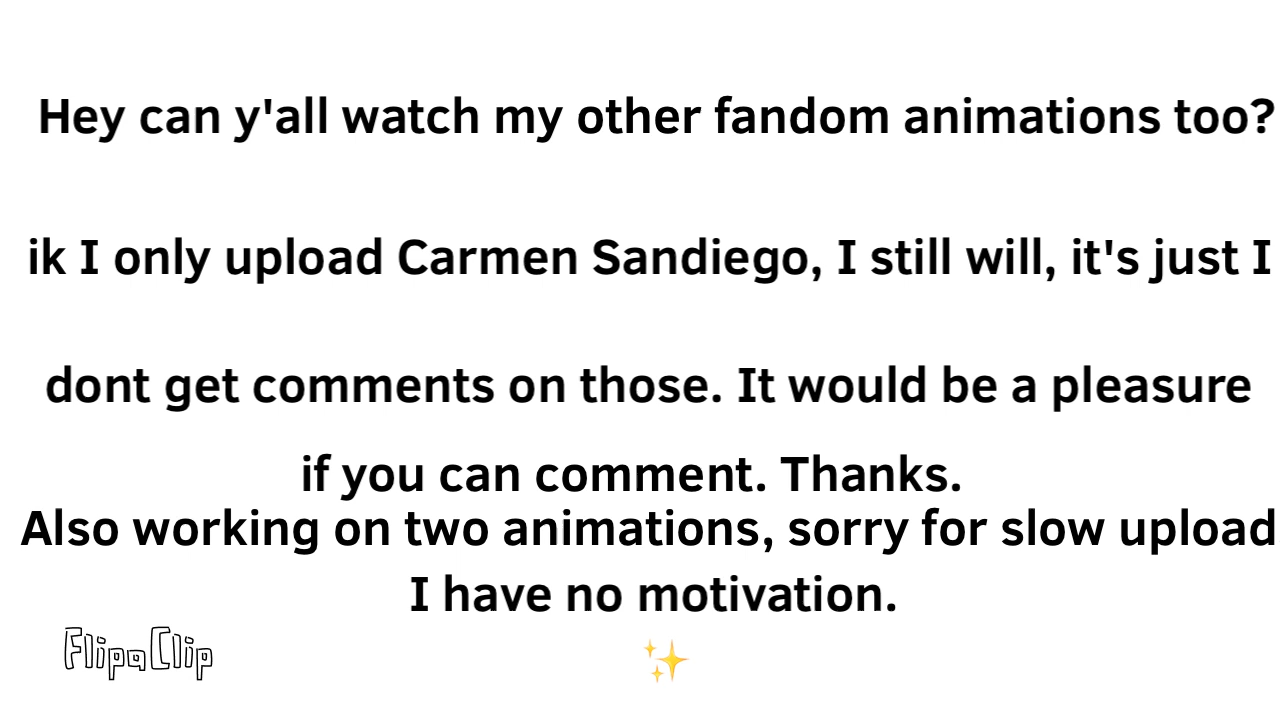 Hey can y'all watch my other fandom animations too?
ik I only upload Carmen Sandiego, I still will, it's just I
dont get comments on those. It would be a pleasure
if you can comment. Thanks.
Also working on two animations, sorry for slow upload
I have no motivation.
✨
FlipaClip